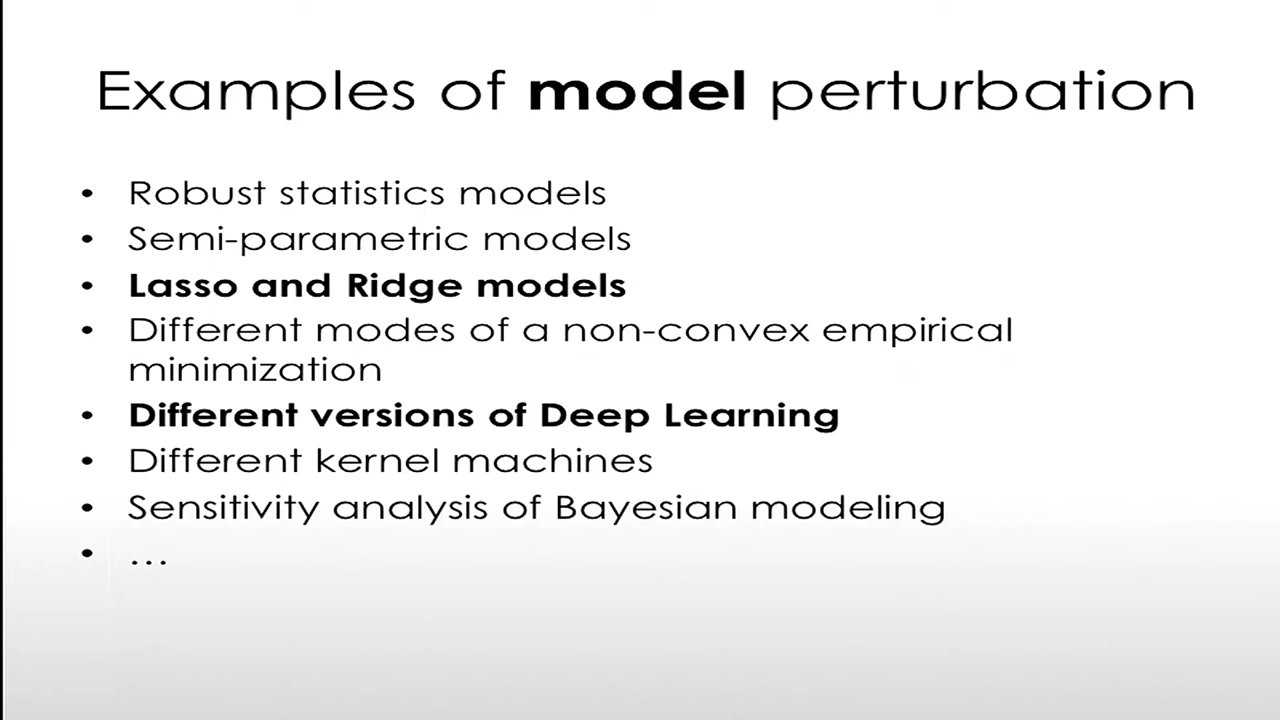 Examples of model perturbation
• Robust statistics models
• Semi-parametric models
• Lasso and Ridge models
• Different modes of a non-convex empirical
minimization
• Different versions of Deep Learning
• Different kernel machines
• Sensitivity analysis of Bayesian modeling
• …